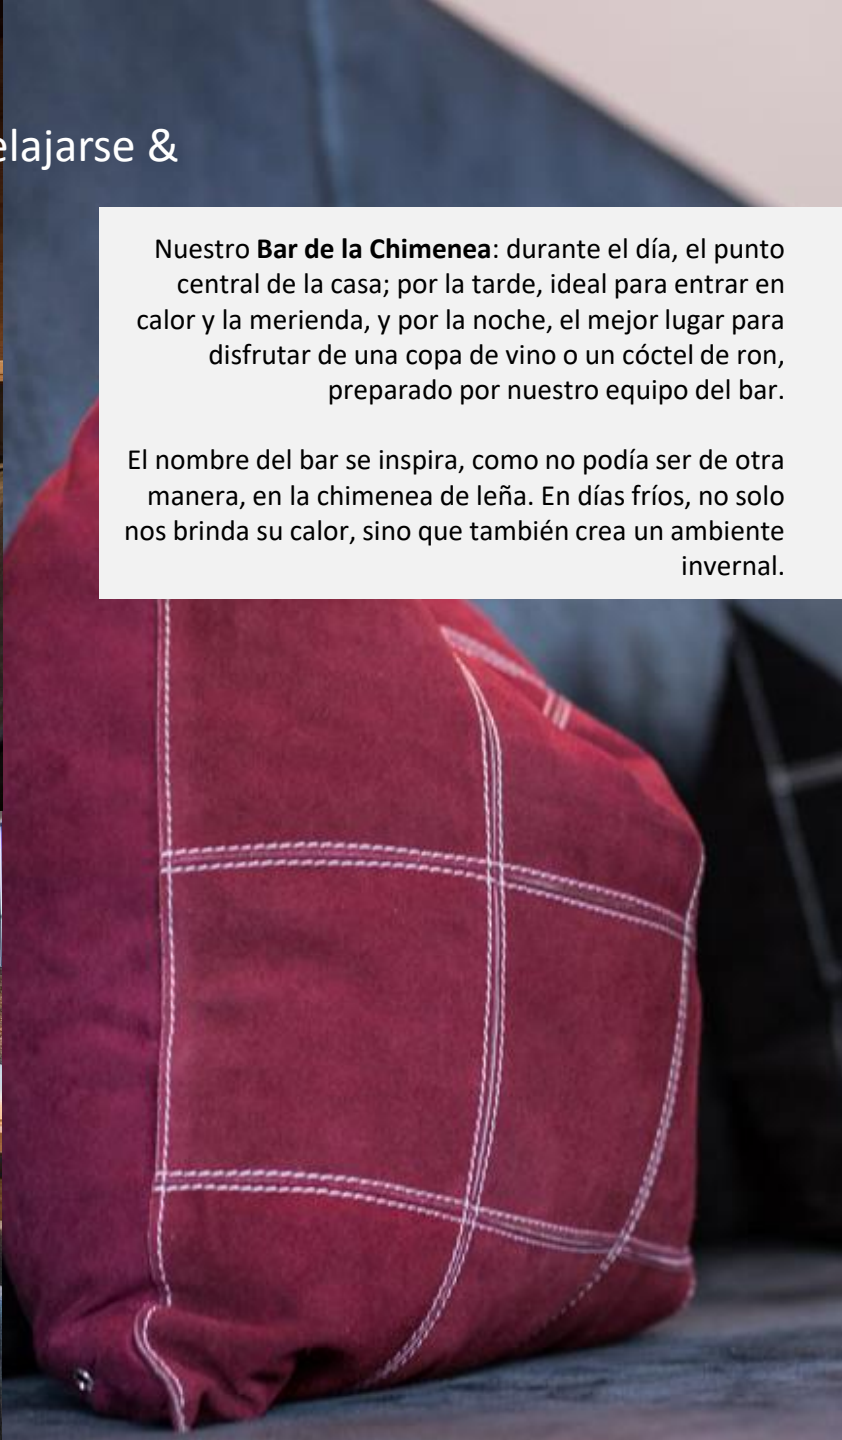 elajarse &
Nuestro Bar de la Chimenea: durante el día, el punto
central de la casa; por la tarde, ideal para entrar en
calor y la merienda, y por la noche, el mejor lugar para
disfrutar de una copa de vino o un cóctel de ron,
preparado por nuestro equipo del bar.
El nombre del bar se inspira, como no podía ser de otra
manera, en la chimenea de leña. En días fríos, no solo
nos brinda su calor, sino que también crea un ambiente
invernal.